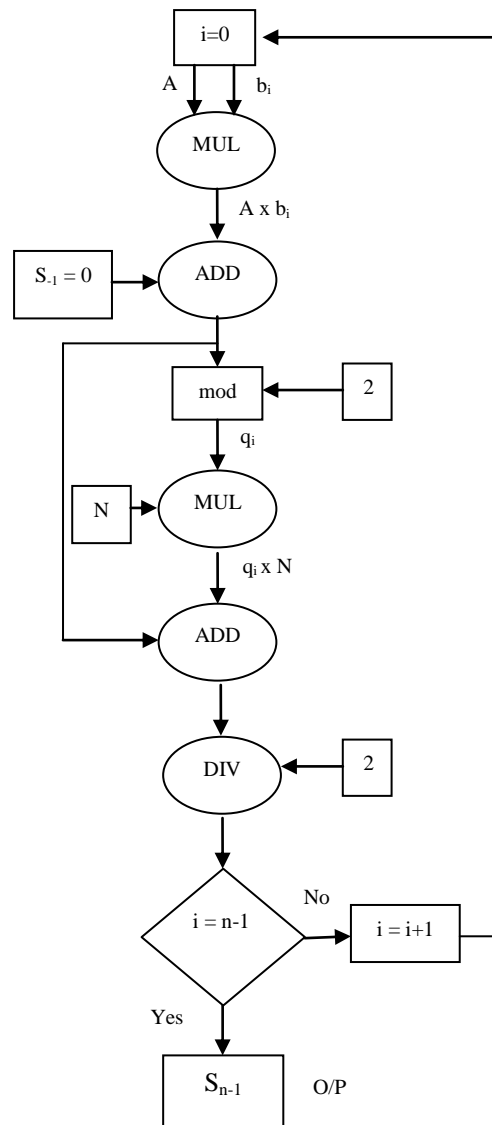 i=0
A
bᵢ
MUL
A x bᵢ
S₋₁ = 0
ADD
mod
2
qᵢ
N
MUL
qᵢ x N
ADD
DIV
2
No
i = n-1
i = i+1
Yes
Sₙ₋₁
O/P